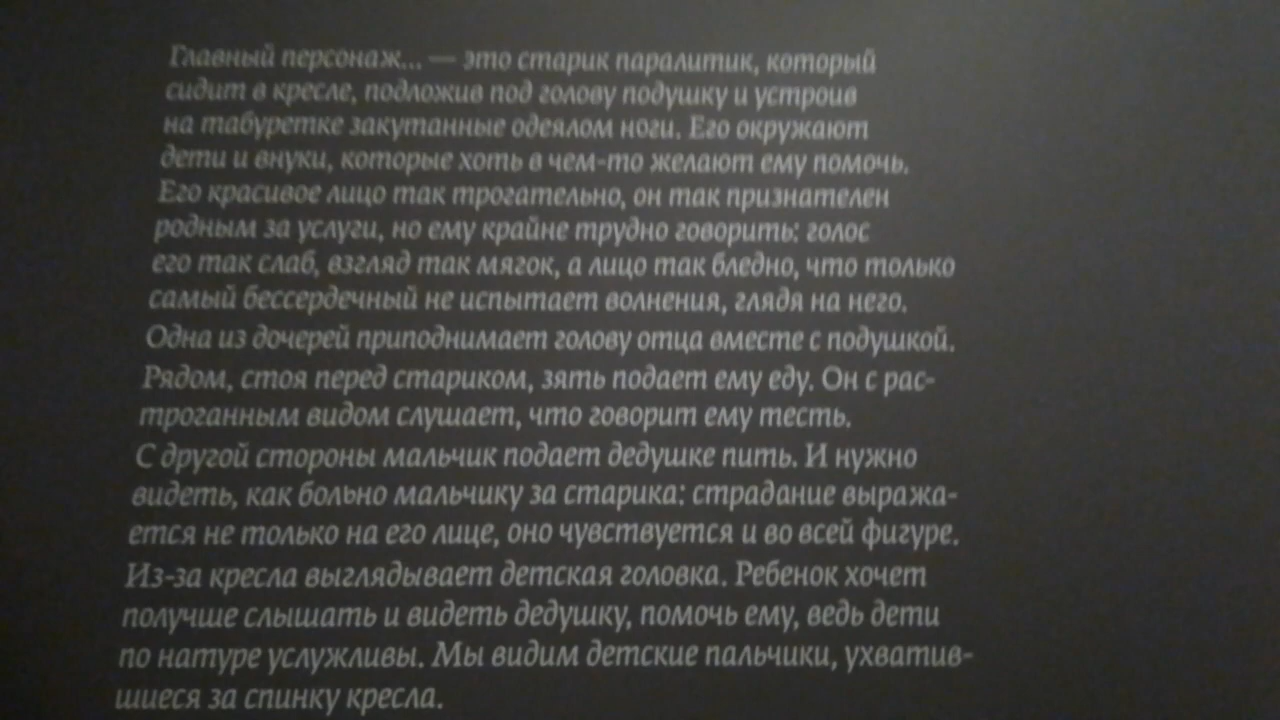 Главный персонаж... — это старик паралитик, который
сидит в кресле, подложив под голову подушку и устроив
на табуретке закутанные одеялом ноги. Его окружают
дети и внуки, которые хоть в чем-то желают ему помочь.
Его красивое лицо так трогательно, он так признателен
родным за услуги, но ему крайне трудно говорить: голос
его так слаб, взгляд так мягок, а лицо так бледно, что только
самый бессердечный не испытает волнения, глядя на него.
Одна из дочерей приподнимает голову отца вместе с подушкой.
Рядом, стоя перед стариком, зять подает ему еду. Он с рас-
троганным видом слушает, что говорит ему тесть.
С другой стороны мальчик подает дедушке пить. И нужно
видеть, как больно мальчику за старика: страдание выража-
ется не только на его лице, оно чувствуется и во всей фигуре.
Из-за кресла выглядывает детская головка. Ребенок хочет
получше слышать и видеть дедушку, помочь ему, ведь дети
по натуре услужливы. Мы видим детские пальчики, ухватив-
шиеся за спинку кресла.